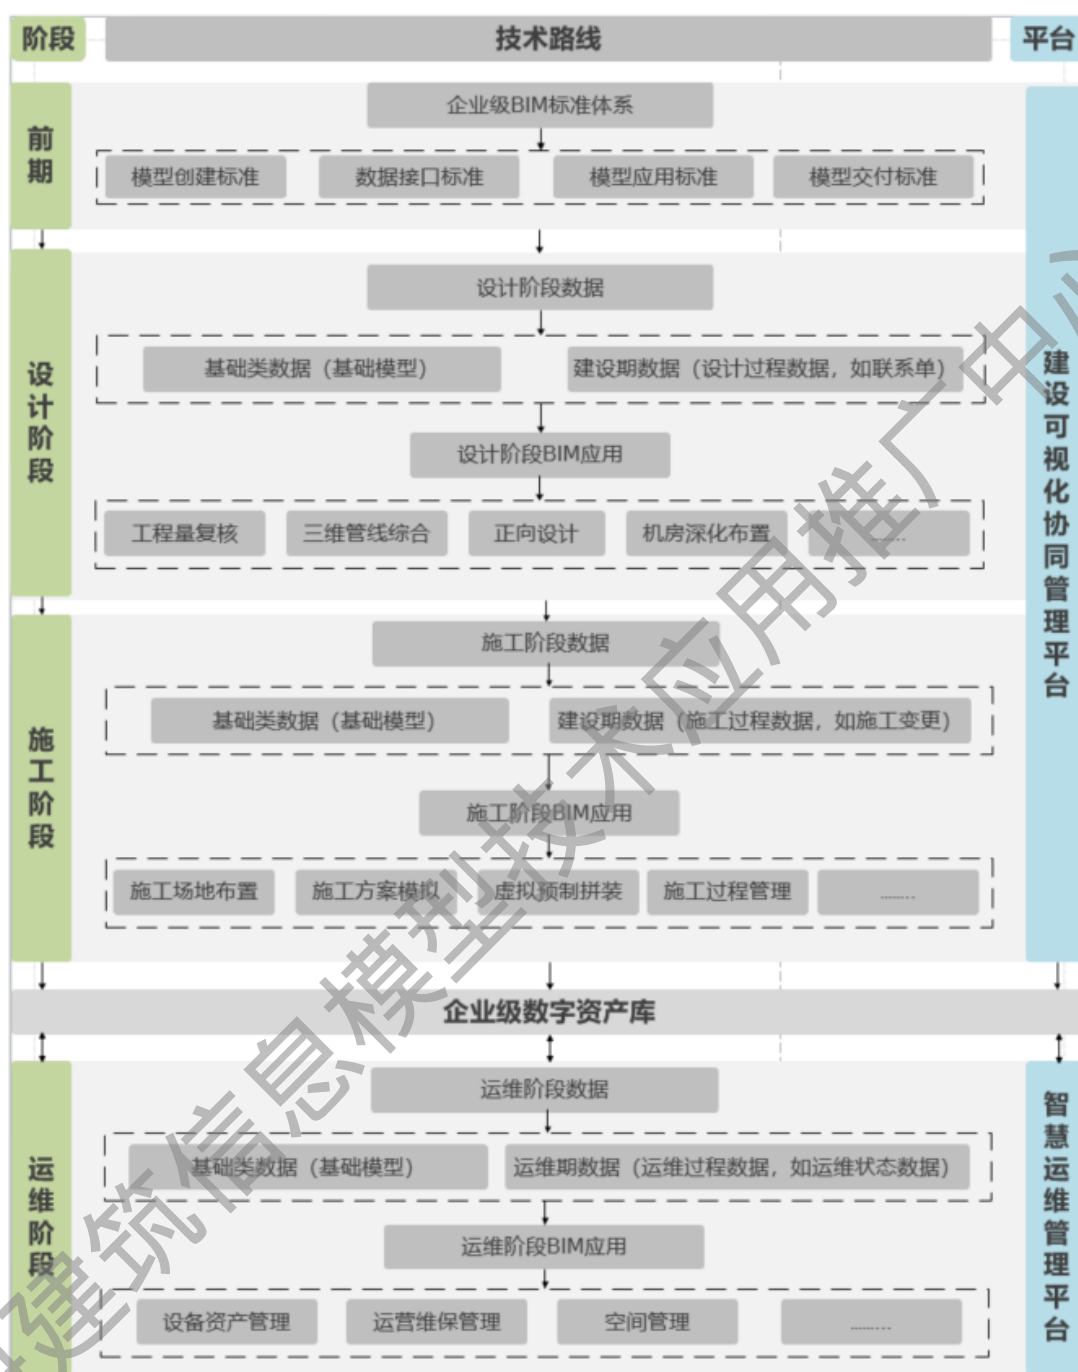 阶段
技术路线
平台
前期
企业级BIM标准体系
模型创建标准
数据接口标准
模型应用标准
模型交付标准
建设可视化协同管理平台
设计阶段
设计阶段数据
基础类数据（基础模型）
建设期数据（设计过程数据，如联系单）
设计阶段BIM应用
工程量复核
三维管线综合
正向设计
机房深化布置
........
施工阶段
施工阶段数据
基础类数据（基础模型）
建设期数据（施工过程数据，如施工变更）
施工阶段BIM应用
施工场地布置
施工方案模拟
虚拟预制拼装
施工过程管理
........
企业级数字资产库
运维阶段
运维阶段数据
基础类数据（基础模型）
运维期数据（运维过程数据，如运维状态数据）
运维阶段BIM应用
设备资产管理
运营维保管理
空间管理
.........
智慧运维管理平台
建筑信息模型技术应用推广中心